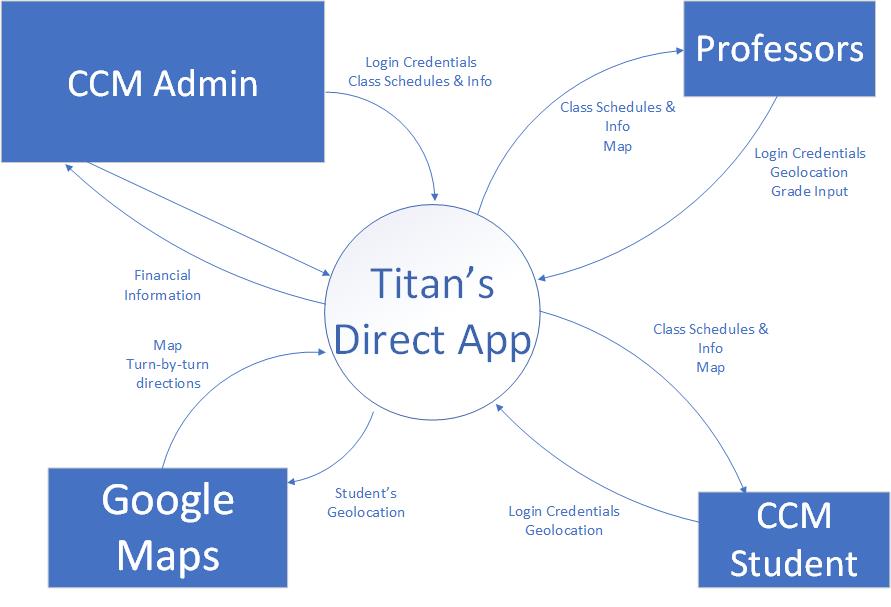 CCM Admin
Login Credentials
Class Schedules & Info
Professors
Class Schedules &
Info
Map
Login Credentials
Geolocation
Grade Input
Financial
Information
Titan's
Direct App
Map
Turn-by-turn
directions
Class Schedules &
Info
Map
Google
Maps
Student's
Geolocation
Login Credentials
Geolocation
CCM
Student